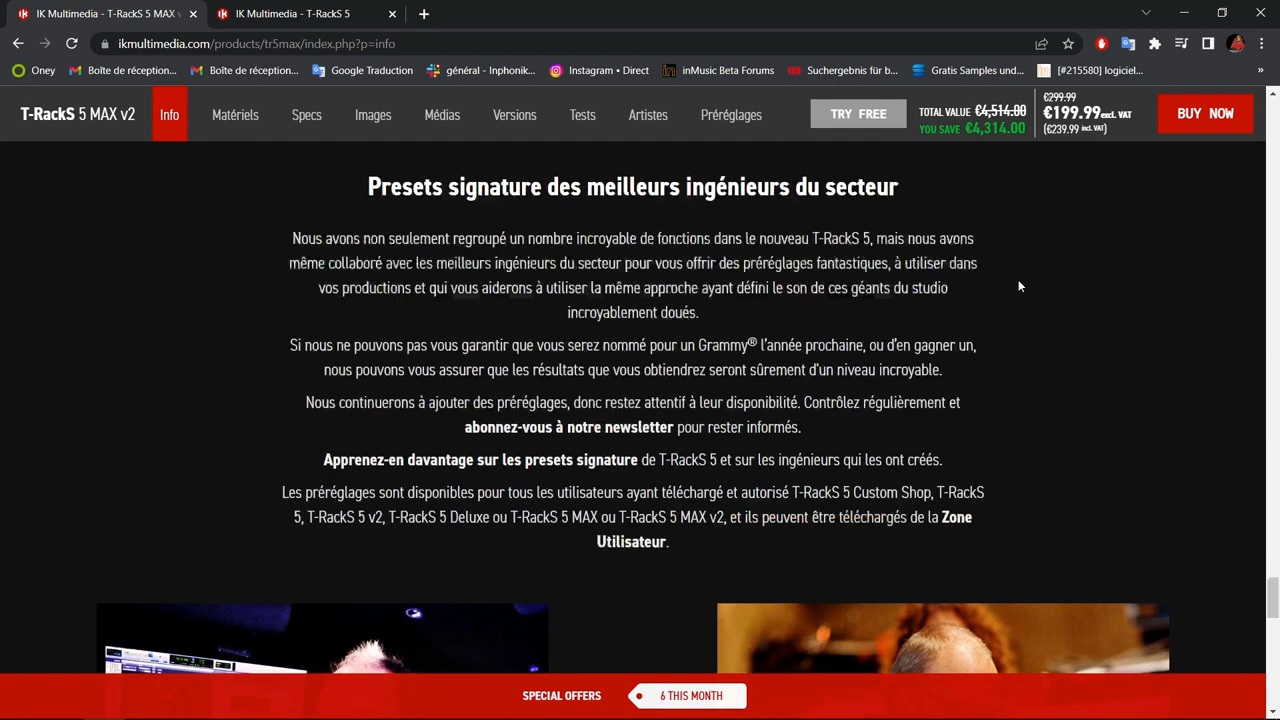 IK Multimedia - T-RackS 5 MAX v
IK Multimedia - T-RackS 5
ikmultimedia.com/products/tr5max/index.php?p=info
Oney
Boîte de réception...
Boîte de réception...
Google Traduction
général - Inphonik...
Instagram • Direct
inMusic Beta Forums
Suchergebnis für b...
Gratis Samples und...
[#215580] logiciel...
»
T-RackS 5 MAX v2
Info
Matériels
Specs
Images
Médias
Versions
Tests
Artistes
Préréglages
TRY FREE
TOTAL VALUE €4,514.00
YOU SAVE €4,314.00
€299.99
€199.99 excl. VAT
(€239.99 incl. VAT)
BUY NOW
Presets signature des meilleurs ingénieurs du secteur
Nous avons non seulement regroupé un nombre incroyable de fonctions dans le nouveau T-RackS 5, mais nous avons
même collaboré avec les meilleurs ingénieurs du secteur pour vous offrir des préréglages fantastiques, à utiliser dans
vos productions et qui vous aiderons à utiliser la même approche ayant défini le son de ces géants du studio
incroyablement doués.
Si nous ne pouvons pas vous garantir que vous serez nommé pour un Grammy® l'année prochaine, ou d'en gagner un,
nous pouvons vous assurer que les résultats que vous obtiendrez seront sûrement d'un niveau incroyable.
Nous continuerons à ajouter des préréglages, donc restez attentif à leur disponibilité. Contrôlez régulièrement et
abonnez-vous à notre newsletter pour rester informés.
Apprenez-en davantage sur les presets signature de T-RackS 5 et sur les ingénieurs qui les ont créés.
Les préréglages sont disponibles pour tous les utilisateurs ayant téléchargé et autorisé T-RackS 5 Custom Shop, T-RackS
5, T-RackS 5 v2, T-RackS 5 Deluxe ou T-RackS 5 MAX ou T-RackS 5 MAX v2, et ils peuvent être téléchargés de la Zone
Utilisateur.
SPECIAL OFFERS
6 THIS MONTH